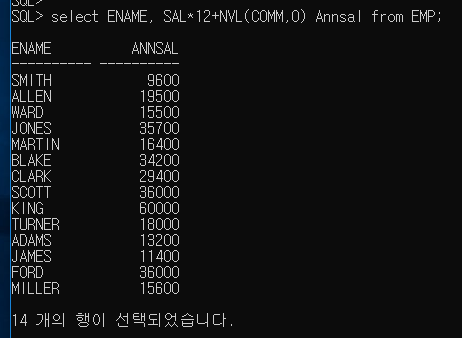 SQL>
SQL> select ENAME, SAL*12+NVL(COMM,0) Annsal from EMP;
ENAME ANNSAL
---------- ----------
SMITH 9600
ALLEN 19500
WARD 15500
JONES 35700
MARTIN 16400
BLAKE 34200
CLARK 29400
SCOTT 36000
KING 60000
TURNER 18000
ADAMS 13200
JAMES 11400
FORD 36000
MILLER 15600
14 개의 행이 선택되었습니다.